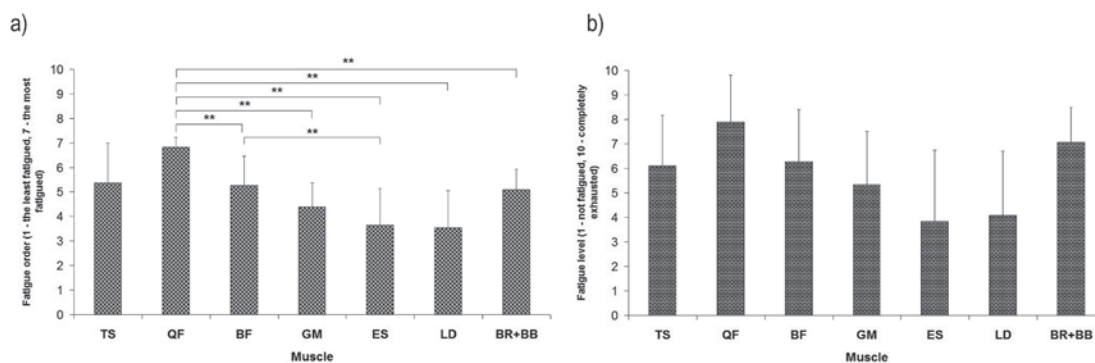 a)
Fatigue order (1 - the least fatigued, 7 - the most
fatigued)
10
9
8
7
6
5
4
3
2
1
0
**
**
**
**
**
**
TS QF BF GM ES LD BR+BB
Muscle
b)
Fatigue level (1 - not fatigued, 10 - completely
exhausted)
10
9
8
7
6
5
4
3
2
1
0
TS QF BF GM ES LD BR+BB
Muscle